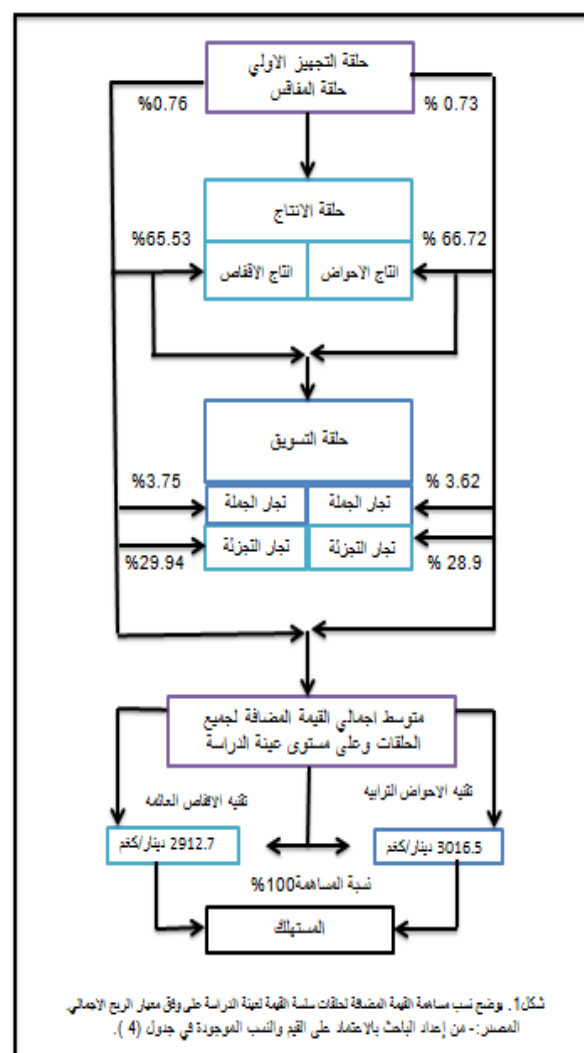 حلقة التجهيز الاولي
حلقة المفاقس
% 0.73
%0.76
حلقة الانتاج
% 66.72
%65.53
انتاج الاحواض
انتاج الاقفاص
حلقة التسويق
% 3.62
%3.75
تجار الجملة
تجار الجملة
تجار التجزئة
تجار التجزئة
% 28.9
%29.94
متوسط اجمالي القيمة المضافة لجميع
الحلقات وعلى مستوى عينة الدراسة
تقنيه الاحواض الترابيه
تقنيه الاقفاص العائمه
3016.5 دينار/كغم
2912.7 دينار/كغم
نسبة المساهمة100%
المستهلك
شكل1. يوضح نسب مساهمة القيمة المضافة لحلقات سلسة القيمة لعينة الدراسة على وفق معيار الربح الاجمالي.
المصدر:- من إعداد الباحث بالاعتماد على القيم والنسب الموجودة في جدول (4 ).